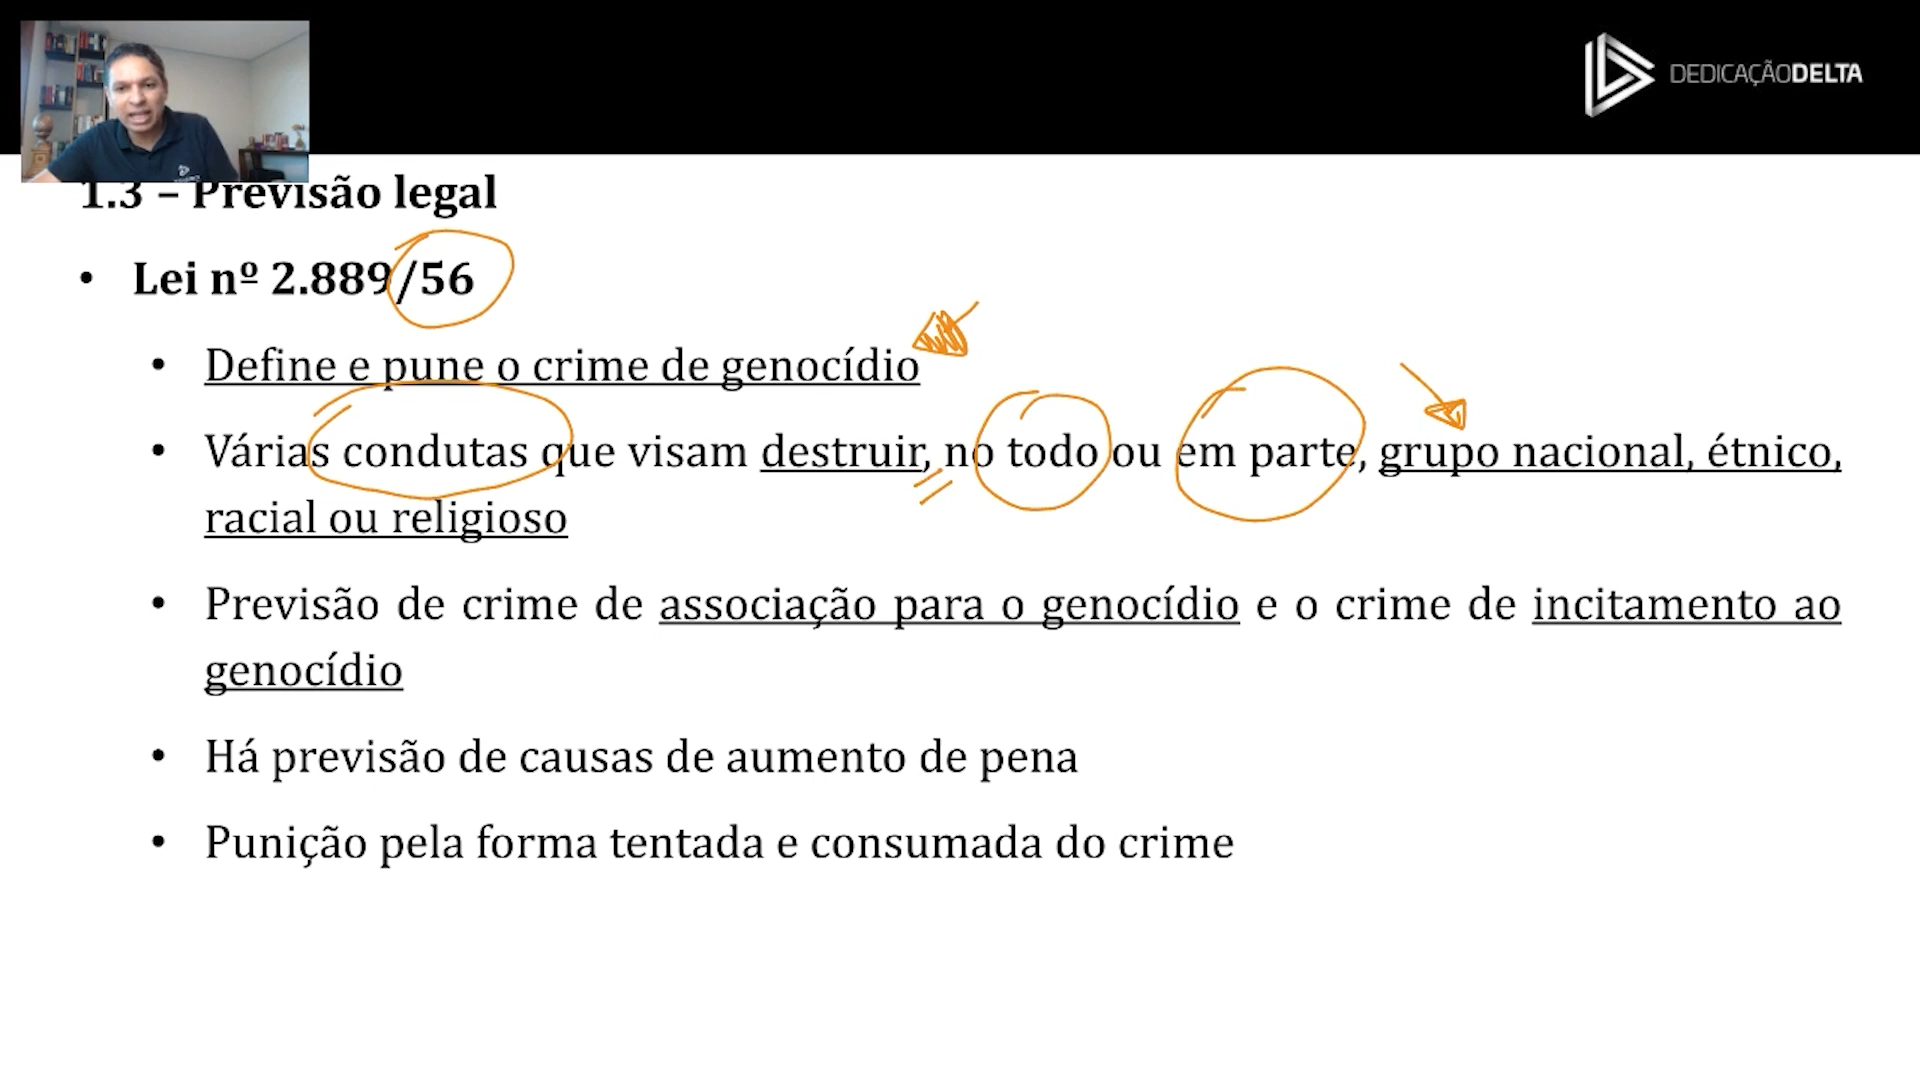 DEDICAÇÃODELTA
1.3 – Previsão legal
• Lei nº 2.889/56
• Define e pune o crime de genocídio
• Várias condutas que visam destruir, no todo ou em parte, grupo nacional, étnico,
racial ou religioso
• Previsão de crime de associação para o genocídio e o crime de incitamento ao
genocídio
• Há previsão de causas de aumento de pena
• Punição pela forma tentada e consumada do crime